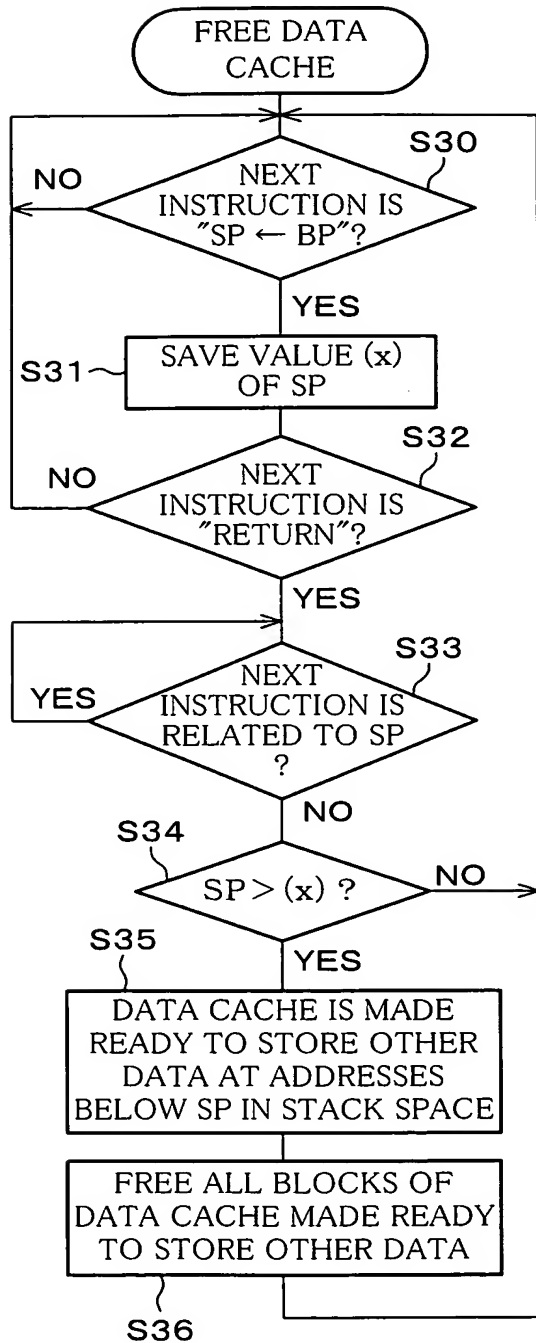 FREE DATA
CACHE
S30
NO
NEXT
INSTRUCTION IS
"SP ← BP"?
YES
S31
SAVE VALUE (x)
OF SP
S32
NO
NEXT
INSTRUCTION IS
"RETURN"?
YES
S33
YES
NEXT
INSTRUCTION IS
RELATED TO SP
?
NO
S34
SP > (x) ?
NO
YES
S35
DATA CACHE IS MADE
READY TO STORE OTHER
DATA AT ADDRESSES
BELOW SP IN STACK SPACE
FREE ALL BLOCKS OF
DATA CACHE MADE READY
TO STORE OTHER DATA
S36